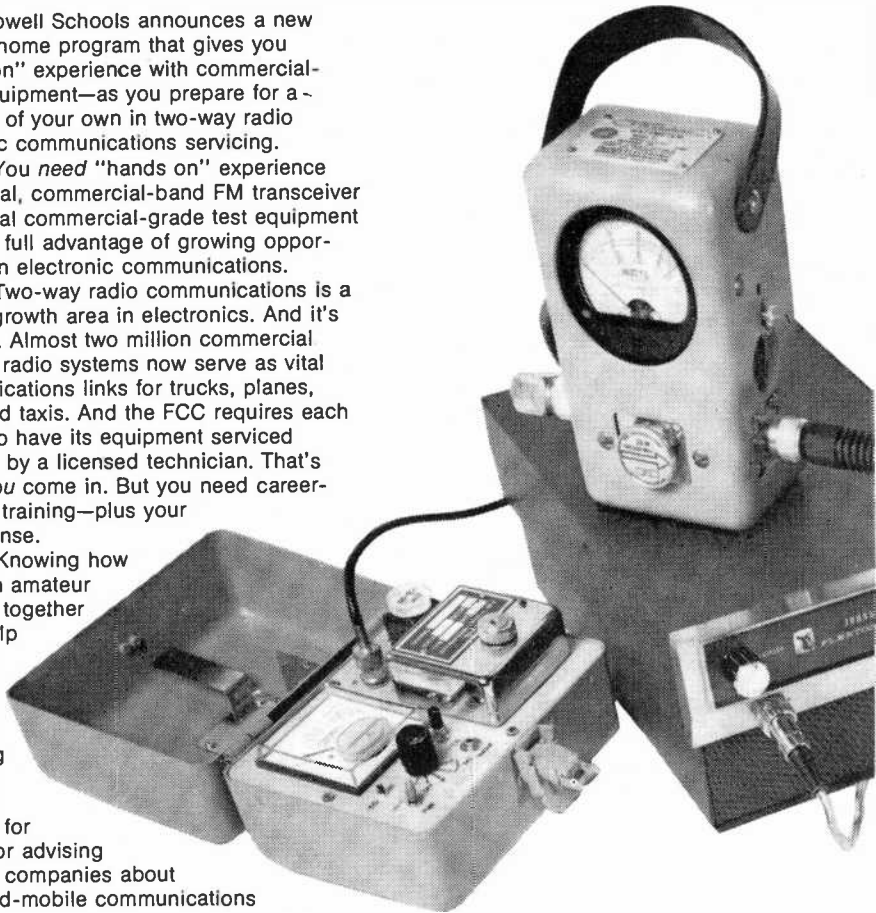 owell Schools announces a new
home program that gives you
on" experience with commercial-
uipment—as you prepare for a
of your own in two-way radio
c communications servicing.
You need "hands on" experience
al, commercial-band FM transceiver
al commercial-grade test equipment
full advantage of growing oppor-
n electronic communications.
Two-way radio communications is a
growth area in electronics. And it's
. Almost two million commercial
radio systems now serve as vital
ications links for trucks, planes,
d taxis. And the FCC requires each
o have its equipment serviced
by a licensed technician. That's
ou come in. But you need career-
training—plus your
nse.
Knowing how
n amateur
together
lp
g
for
or advising
companies about
d-mobile communications
WATTS